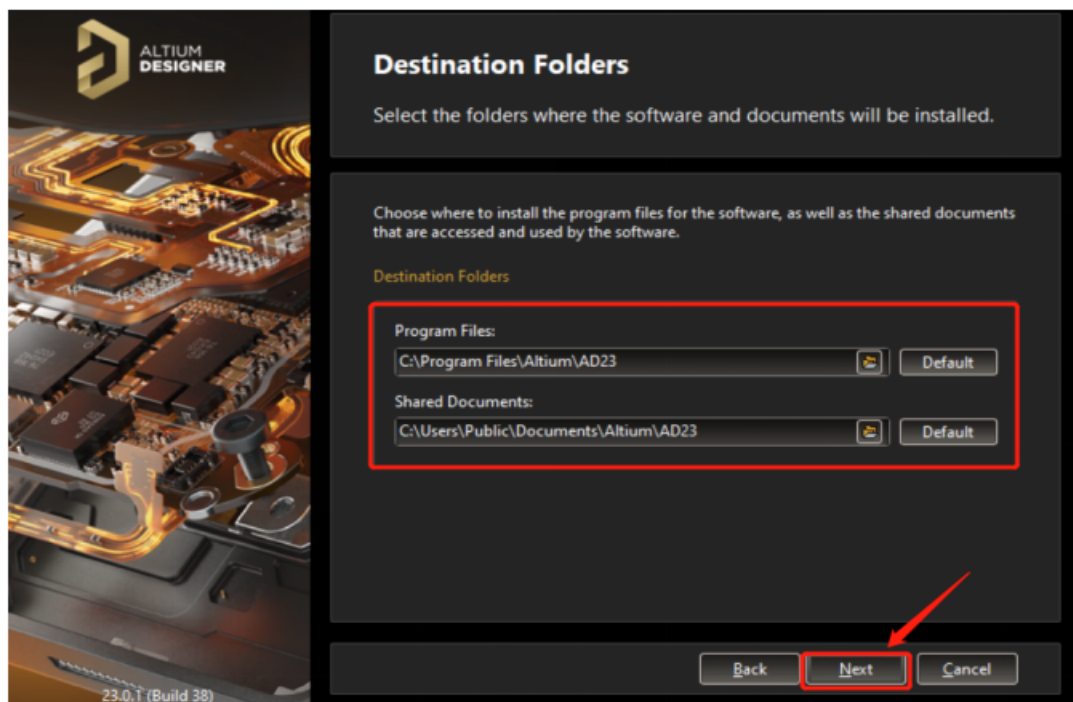 ALTIUM
DESIGNER
Destination Folders
Select the folders where the software and documents will be installed.
Choose where to install the program files for the software, as well as the shared documents
that are accessed and used by the software.
Destination Folders
Program Files:
C:\Program Files\Altium\AD23
Default
Shared Documents:
C:\Users\Public\Documents\Altium\AD23
Default
Back
Next
Cancel
23.0.1 (Build 38)